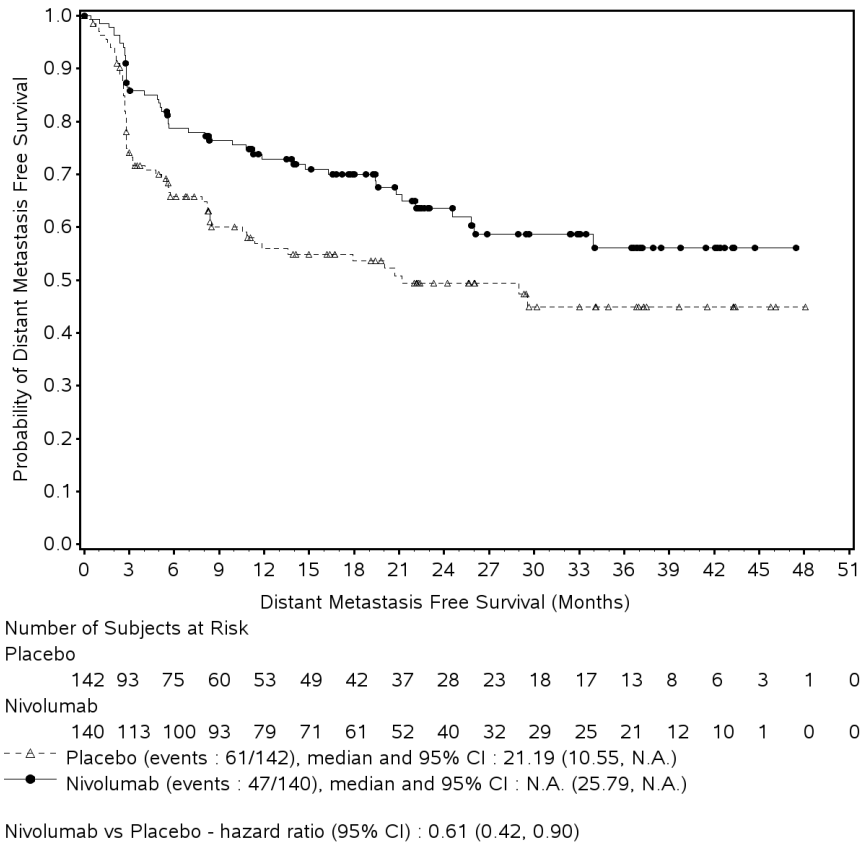 1.0
0.9
0.8
0.7
0.6
0.5
0.4
0.3
0.2
0.1
0.0
Probability of Distant Metastasis Free Survival
0 3 6 9 12 15 18 21 24 27 30 33 36 39 42 45 48 51
Distant Metastasis Free Survival (Months)
Number of Subjects at Risk
Placebo
142 93 75 60 53 49 42 37 28 23 18 17 13 8 6 3 1 0
Nivolumab
140 113 100 93 79 71 61 52 40 32 29 25 21 12 10 1 0 0
Placebo (events : 61/142), median and 95% CI : 21.19 (10.55, N.A.)
Nivolumab (events : 47/140), median and 95% CI : N.A. (25.79, N.A.)
Nivolumab vs Placebo - hazard ratio (95% CI) : 0.61 (0.42, 0.90)